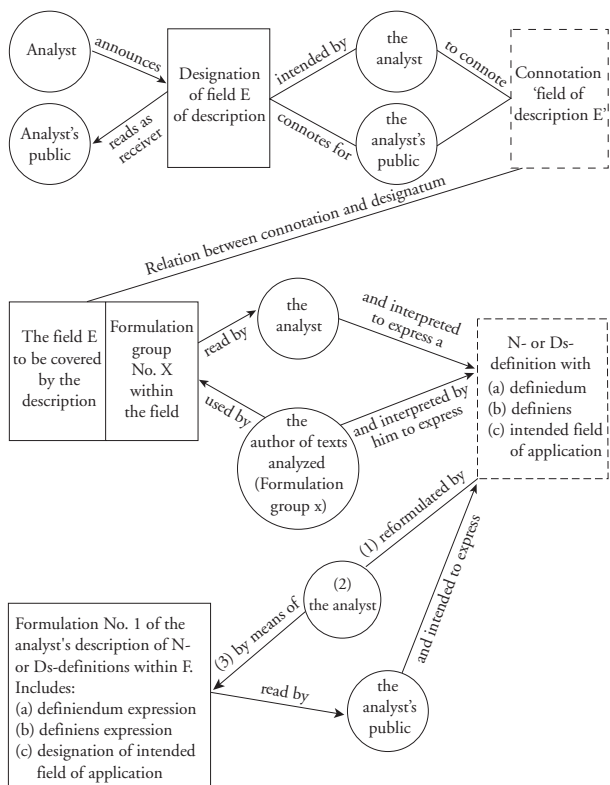 Analyst
announces
Designation
of field E
of description
intended by
the
analyst
to connote
Connotation
‘field of
description E’
Analyst's
public
reads as
receiver
connotes for
the
analyst’s
public
Relation between connotation and designatum
The field E
to be covered
by the
description
Formulation
group
No. X
within
the field
read by
the
analyst
and interpreted
to express a
N- or Ds-
definition with
(a) definiedum
(b) definiens
(c) intended field
of application
used by
the
author of texts
analyzed
(Formulation
group x)
and interpreted by
him to express
(1) reformulated by
(2)
the analyst
(3) by means of
and intended to express
Formulation No. 1 of the
analyst's description of N-
or Ds-definitions within F.
Includes:
(a) definiendum expression
(b) definiens expression
(c) designation of intended
field of application
read by
the
analyst’s
public